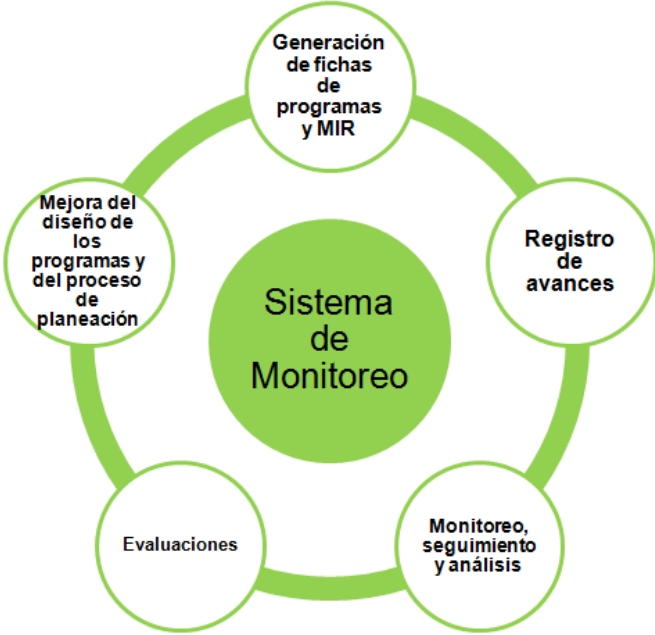 Generación
de fichas
de
programas
y MIR
Registro
de
avances
Monitoreo,
seguimiento
y análisis
Evaluaciones
Mejora del
diseño de
los
programas y
del proceso
de
planeación
Sistema
de
Monitoreo